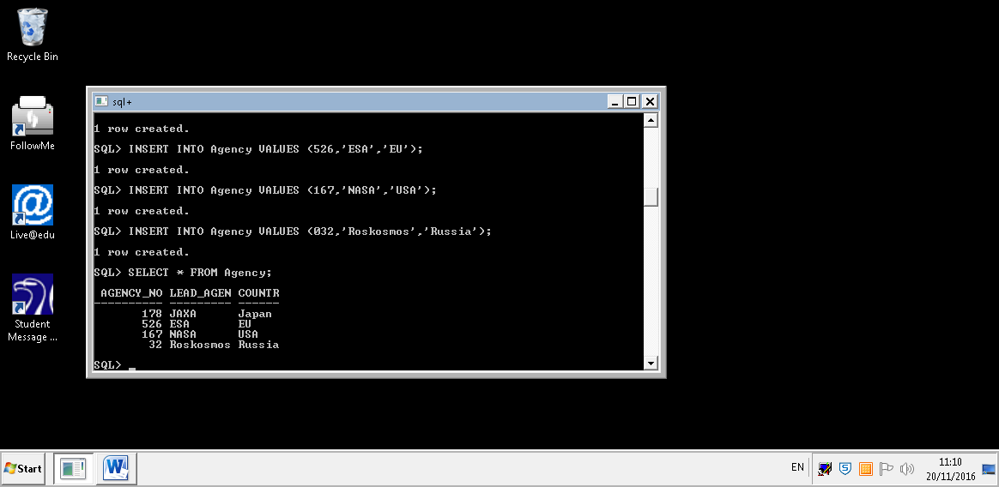 Recycle Bin
FollowMe
Live@edu
Student
Message ...
sql+
1 row created.
SQL> INSERT INTO Agency VALUES (526,'ESA','EU');
1 row created.
SQL> INSERT INTO Agency VALUES (167,'NASA','USA');
1 row created.
SQL> INSERT INTO Agency VALUES (032,'Roskosmos','Russia');
1 row created.
SQL> SELECT * FROM Agency;
AGENCY_NO LEAD_AGEN COUNTR
---------- --------- ------
178 JAXA Japan
526 ESA EU
167 NASA USA
32 Roskosmos Russia
SQL> _
Start
W
EN
S
11:10
20/11/2016